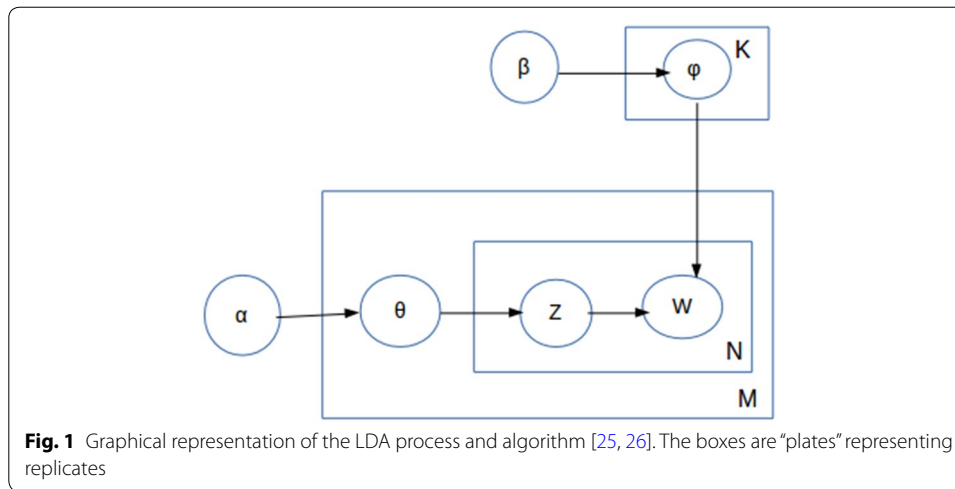 β
φ
K
α
θ
Z
W
N
M
Fig. 1 Graphical representation of the LDA process and algorithm [25, 26]. The boxes are “plates” representing
replicates